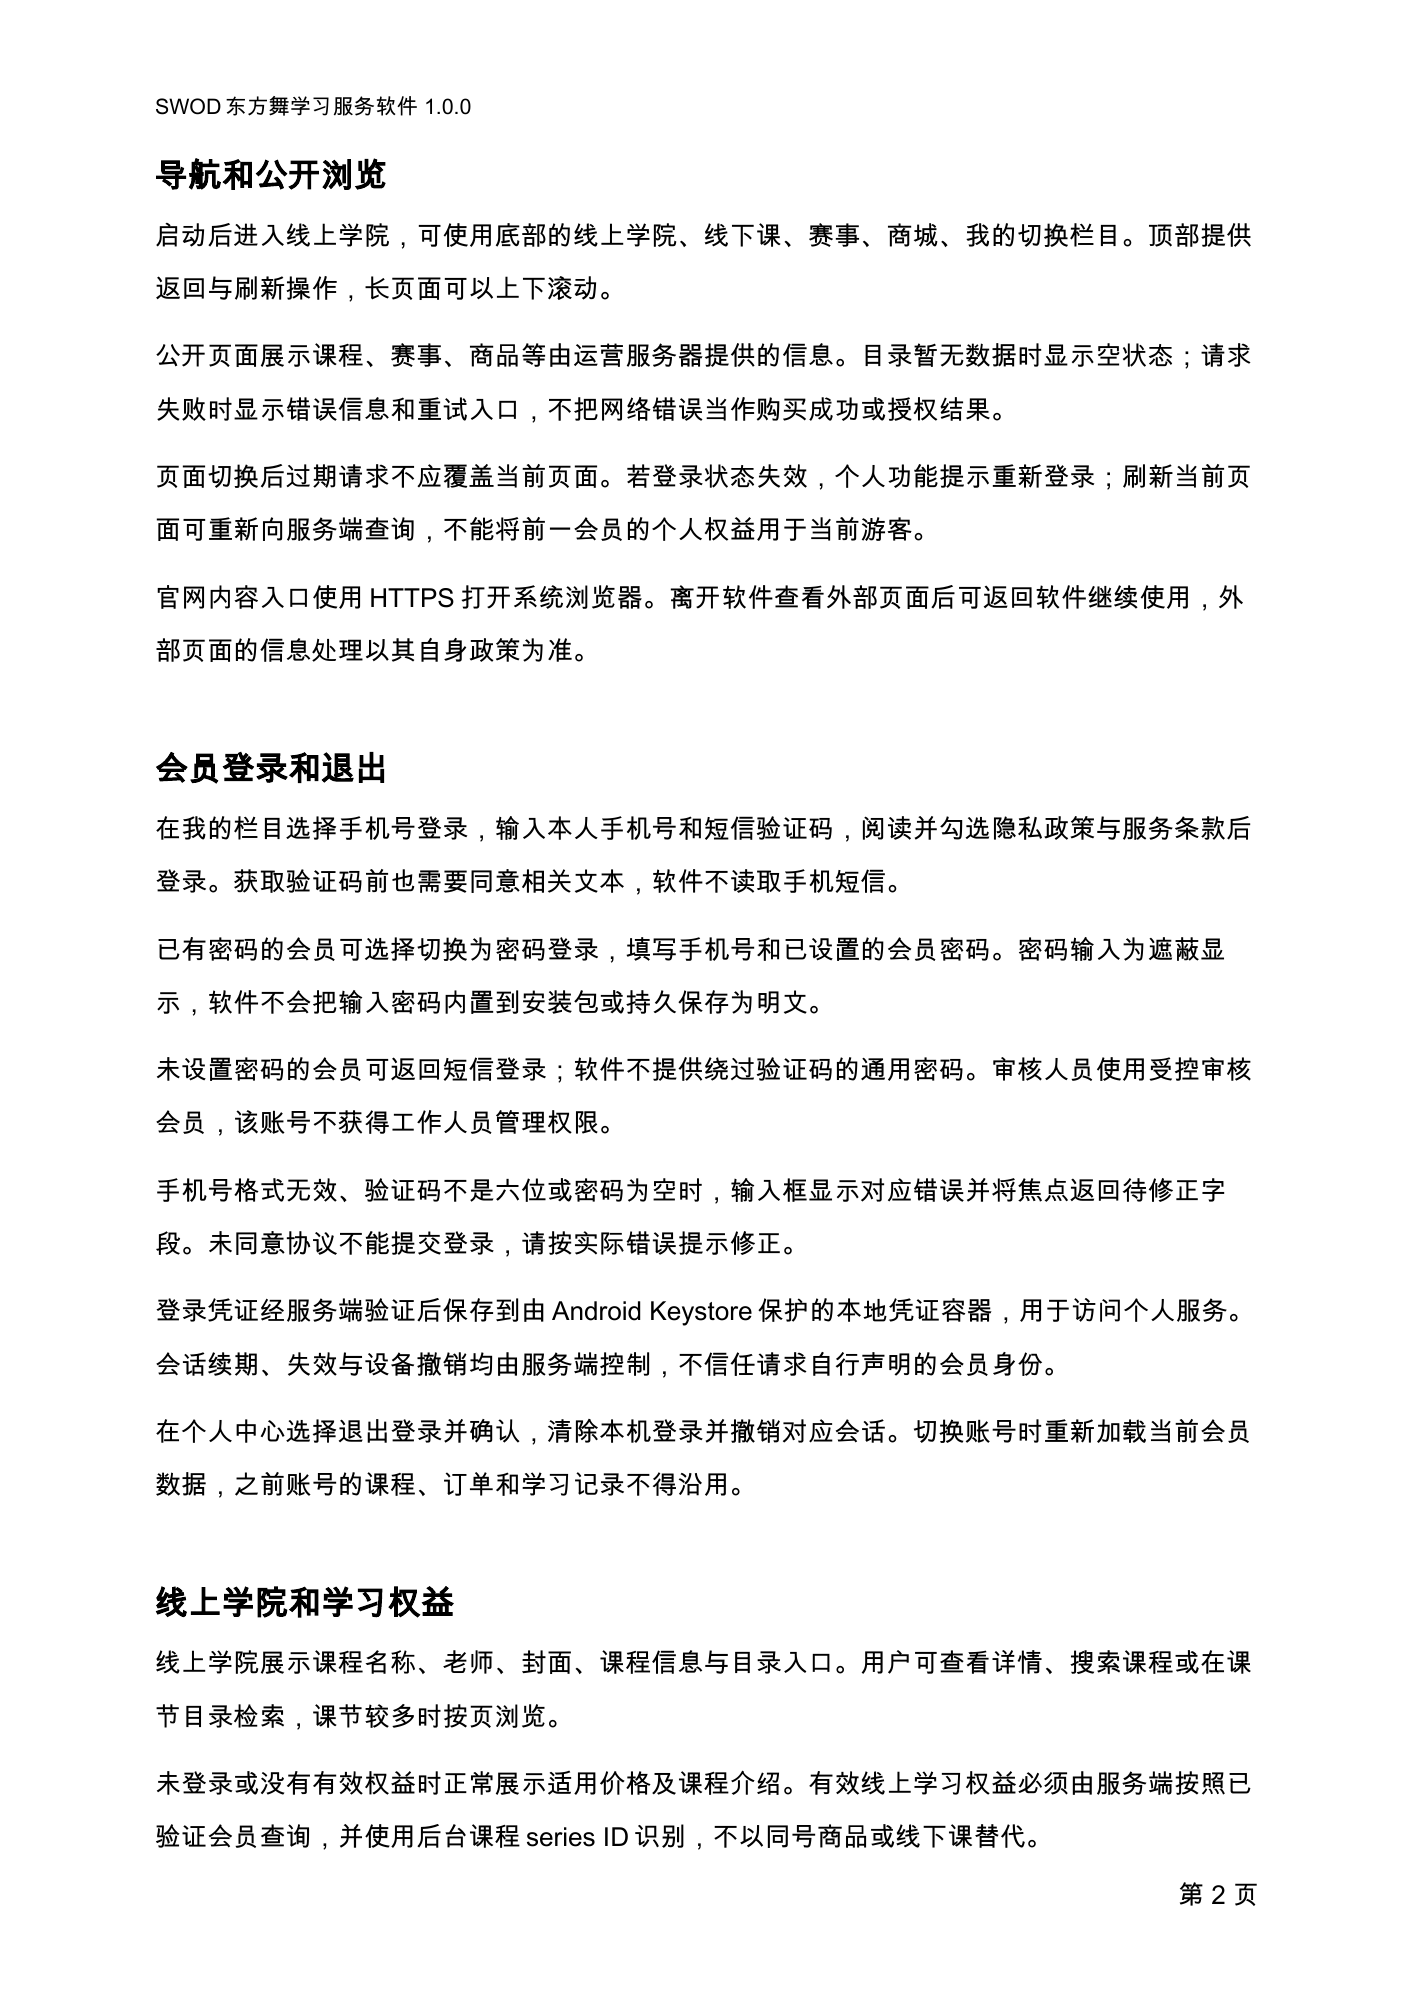 SWOD 东方舞学习服务软件 1.0.0
导航和公开浏览
启动后进入线上学院，可使用底部的线上学院、线下课、赛事、商城、我的切换栏目。顶部提供
返回与刷新操作，长页面可以上下滚动。
公开页面展示课程、赛事、商品等由运营服务器提供的信息。目录暂无数据时显示空状态；请求
失败时显示错误信息和重试入口，不把网络错误当作购买成功或授权结果。
页面切换后过期请求不应覆盖当前页面。若登录状态失效，个人功能提示重新登录；刷新当前页
面可重新向服务端查询，不能将前一会员的个人权益用于当前游客。
官网内容入口使用 HTTPS 打开系统浏览器。离开软件查看外部页面后可返回软件继续使用，外
部页面的信息处理以其自身政策为准。
会员登录和退出
在我的栏目选择手机号登录，输入本人手机号和短信验证码，阅读并勾选隐私政策与服务条款后
登录。获取验证码前也需要同意相关文本，软件不读取手机短信。
已有密码的会员可选择切换为密码登录，填写手机号和已设置的会员密码。密码输入为遮蔽显
示，软件不会把输入密码内置到安装包或持久保存为明文。
未设置密码的会员可返回短信登录；软件不提供绕过验证码的通用密码。审核人员使用受控审核
会员，该账号不获得工作人员管理权限。
手机号格式无效、验证码不是六位或密码为空时，输入框显示对应错误并将焦点返回待修正字
段。未同意协议不能提交登录，请按实际错误提示修正。
登录凭证经服务端验证后保存到由 Android Keystore 保护的本地凭证容器，用于访问个人服务。
会话续期、失效与设备撤销均由服务端控制，不信任请求自行声明的会员身份。
在个人中心选择退出登录并确认，清除本机登录并撤销对应会话。切换账号时重新加载当前会员
数据，之前账号的课程、订单和学习记录不得沿用。
线上学院和学习权益
线上学院展示课程名称、老师、封面、课程信息与目录入口。用户可查看详情、搜索课程或在课
节目录检索，课节较多时按页浏览。
未登录或没有有效权益时正常展示适用价格及课程介绍。有效线上学习权益必须由服务端按照已
验证会员查询，并使用后台课程 series ID 识别，不以同号商品或线下课替代。
第 2 页